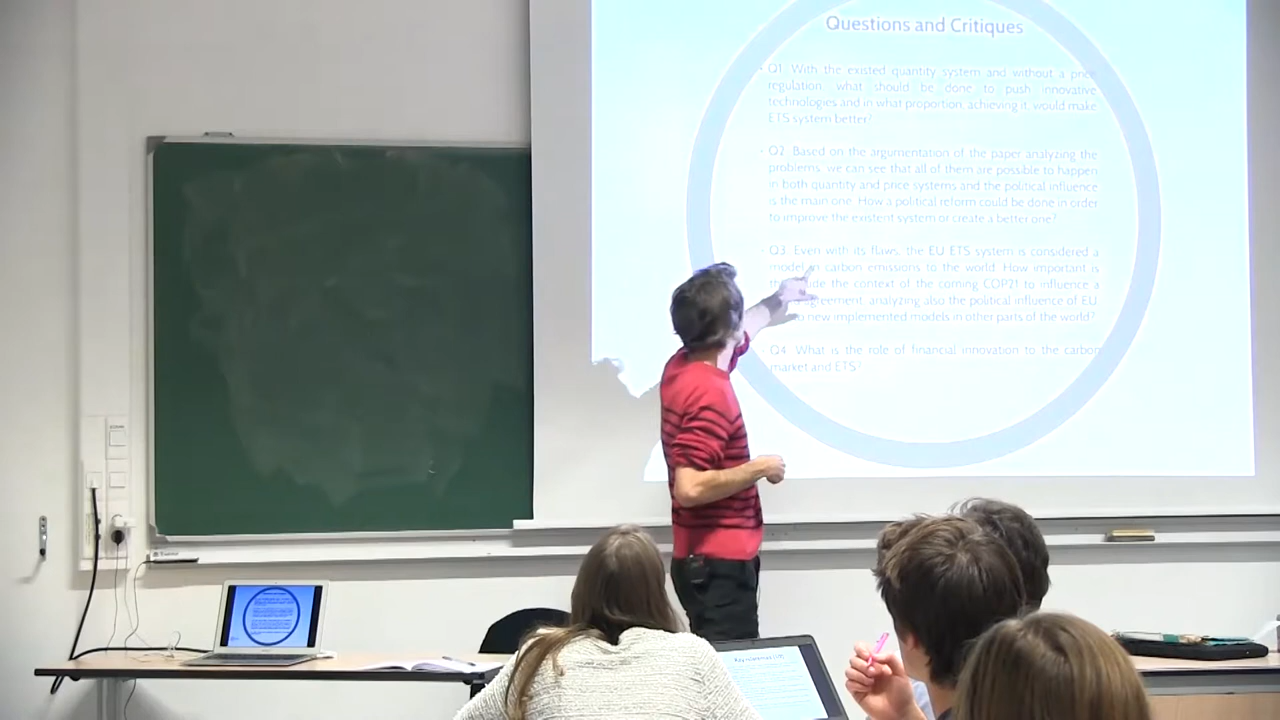 Questions and Critiques
Q1. With the existed quantity system and without a price
regulation, what should be done to push innovative
technologies and in what proportion, achieving it, would make
ETS system better?
Q2. Based on the argumentation of the paper analyzing the
problems, we can see that all of them are possible to happen
in both quantity and price systems and the political influence
is the main one. How a political reform could be done in order
to improve the existent system or create a better one?
Q3. Even with its flaws, the EU ETS system is considered a
model in carbon emissions to the world. How important is
the context of the coming COP21 to influence a
agreement, analyzing also the political influence of EU
new implemented models in other parts of the world?
Q4. What is the role of financial innovation to the carbon
market and ETS?